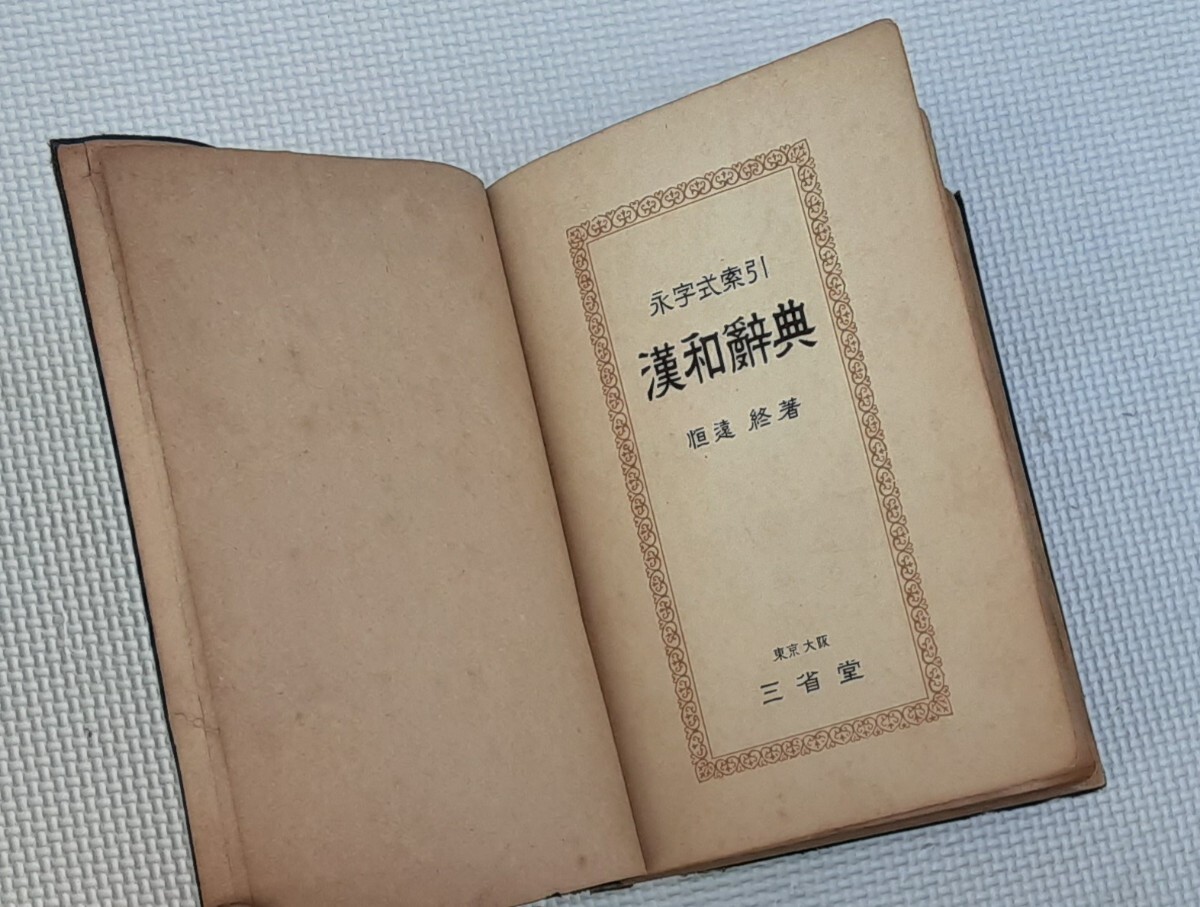 永字式索引
漢和辭典
恒遠 終著
東京大阪
三省堂